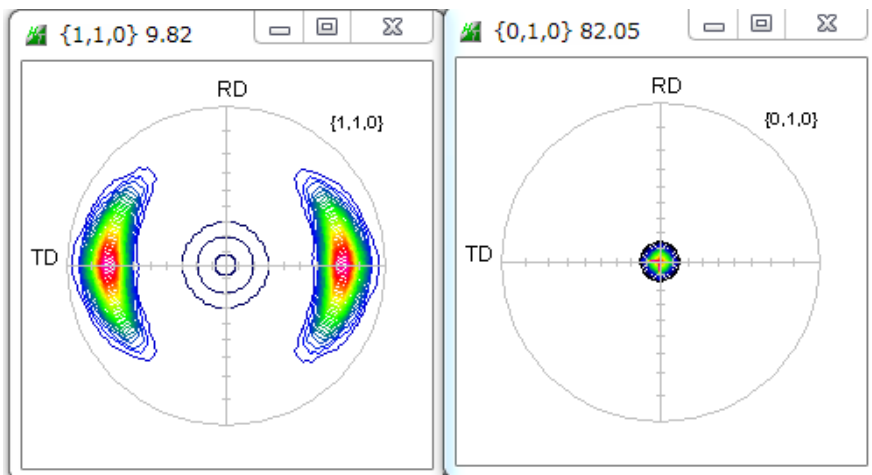 {1,1,0} 9.82
RD
{1,1,0}
TD
{0,1,0} 82.05
RD
{0,1,0}
TD